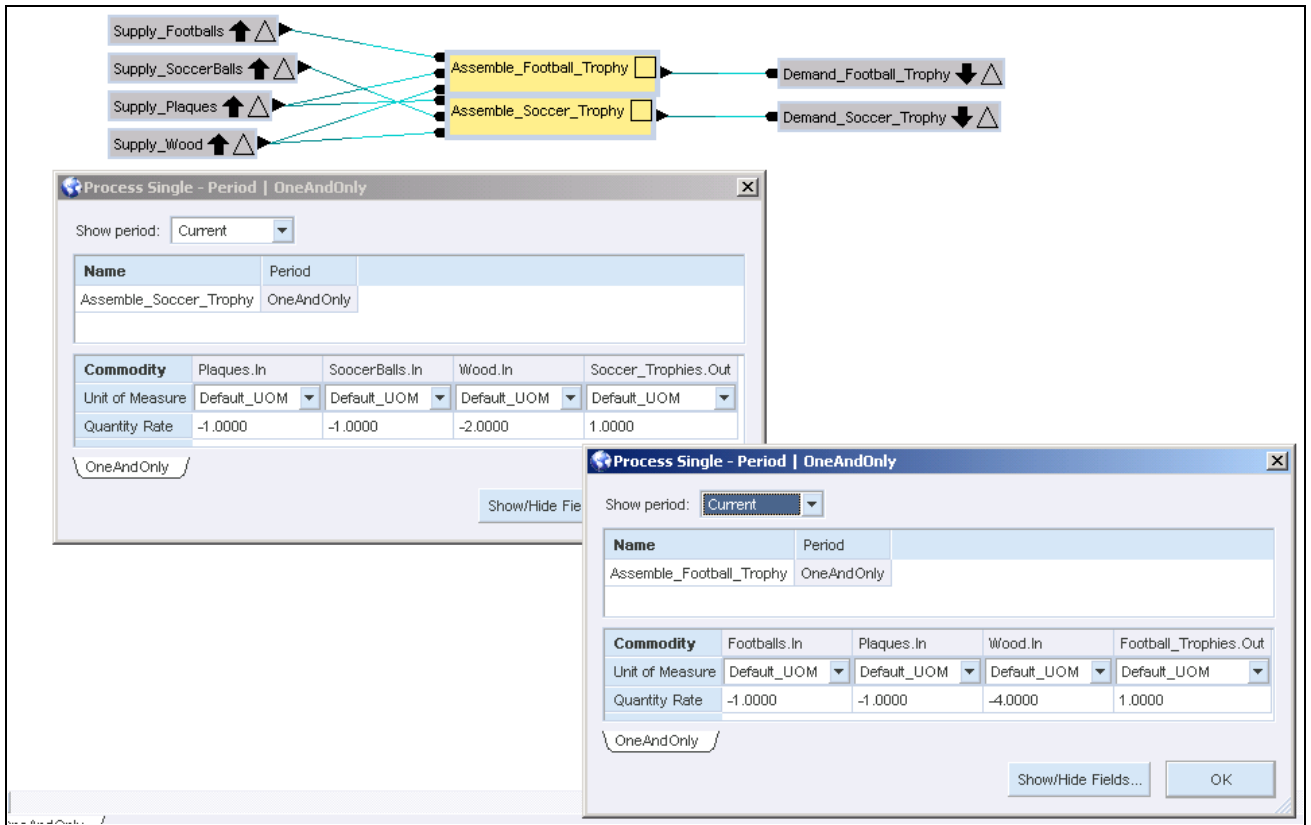 Supply_Footballs
Supply_SoccerBalls
Supply_Plaques
Supply_Wood
Assemble_Football_Trophy
Assemble_Soccer_Trophy
Demand_Football_Trophy
Demand_Soccer_Trophy
Process Single - Period | OneAndOnly
Show period: Current
Name Period
Assemble_Soccer_Trophy OneAndOnly
Commodity Plaques.In SoocerBalls.In Wood.In Soccer_Trophies.Out
Unit of Measure Default_UOM Default_UOM Default_UOM Default_UOM
Quantity Rate -1.0000 -1.0000 -2.0000 1.0000
OneAndOnly
Show/Hide Fie
Process Single - Period | OneAndOnly
Show period: Current
Name Period
Assemble_Football_Trophy OneAndOnly
Commodity Footballs.In Plaques.In Wood.In Football_Trophies.Out
Unit of Measure Default_UOM Default_UOM Default_UOM Default_UOM
Quantity Rate -1.0000 -1.0000 -4.0000 1.0000
OneAndOnly
Show/Hide Fields... OK